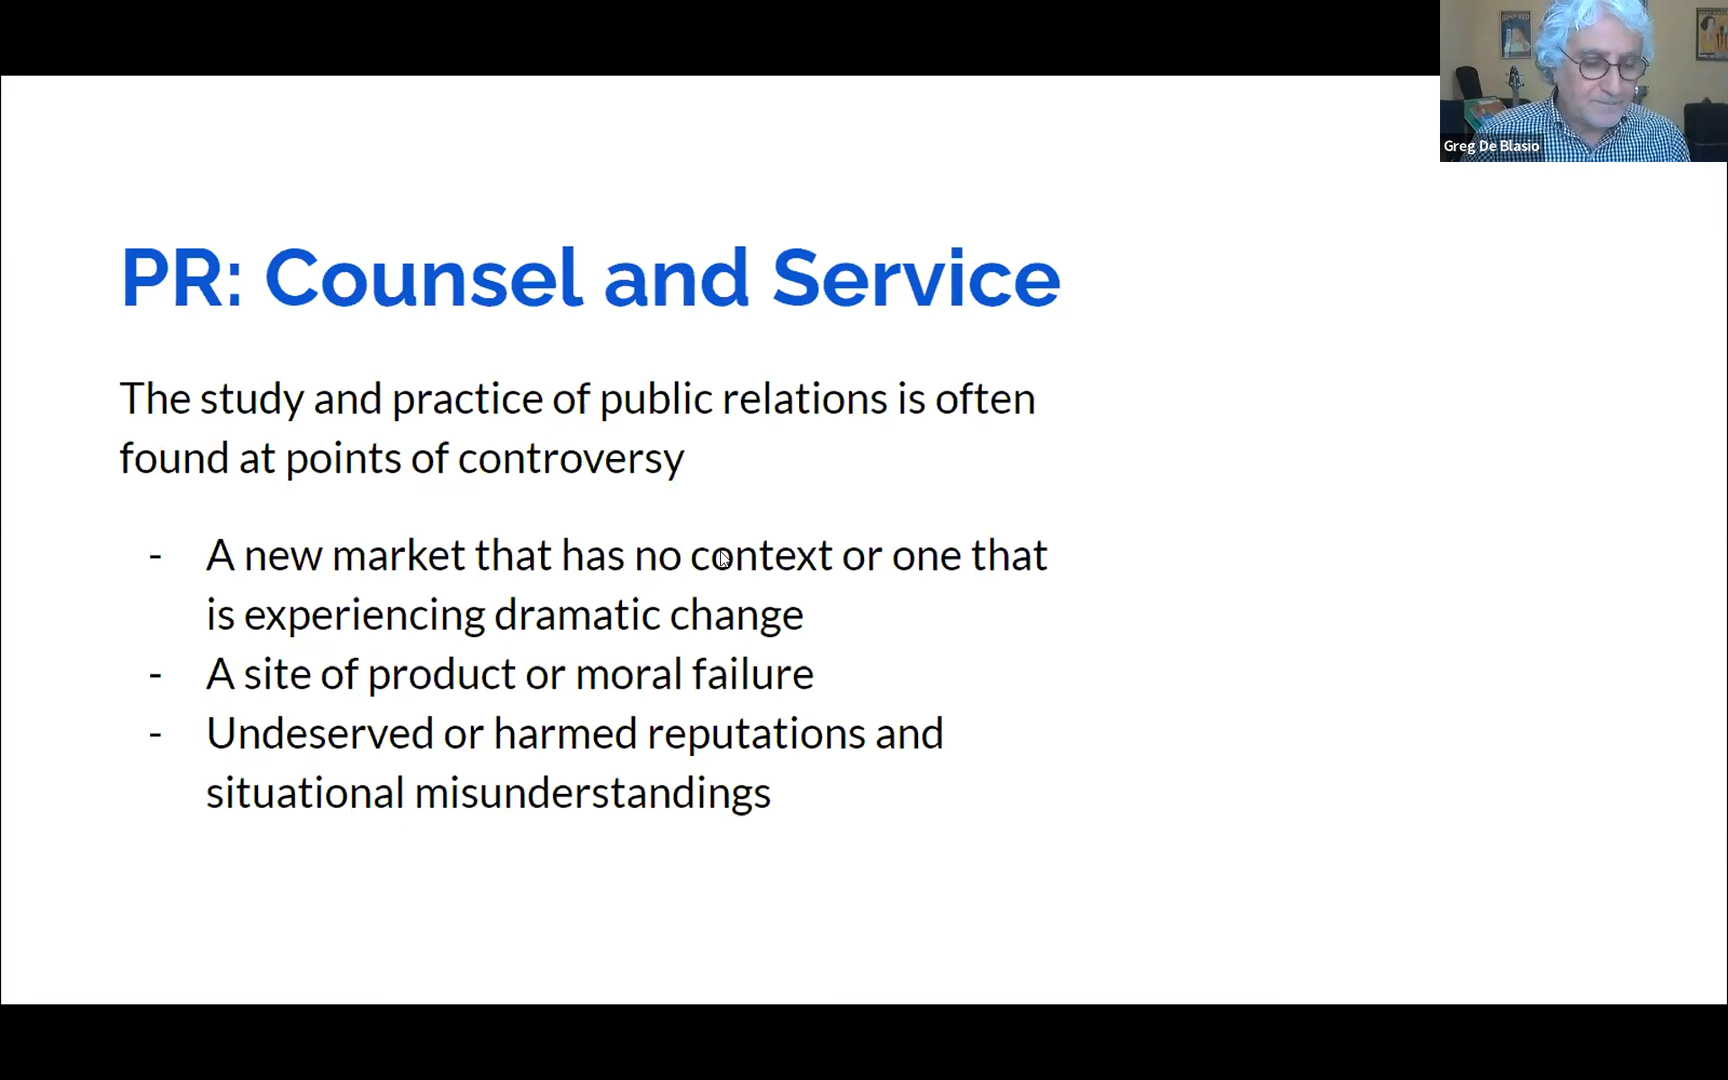 Greg De Blasio
PR: Counsel and Service
The study and practice of public relations is often
found at points of controversy
- A new market that has no context or one that
is experiencing dramatic change
- A site of product or moral failure
- Undeserved or harmed reputations and
situational misunderstandings